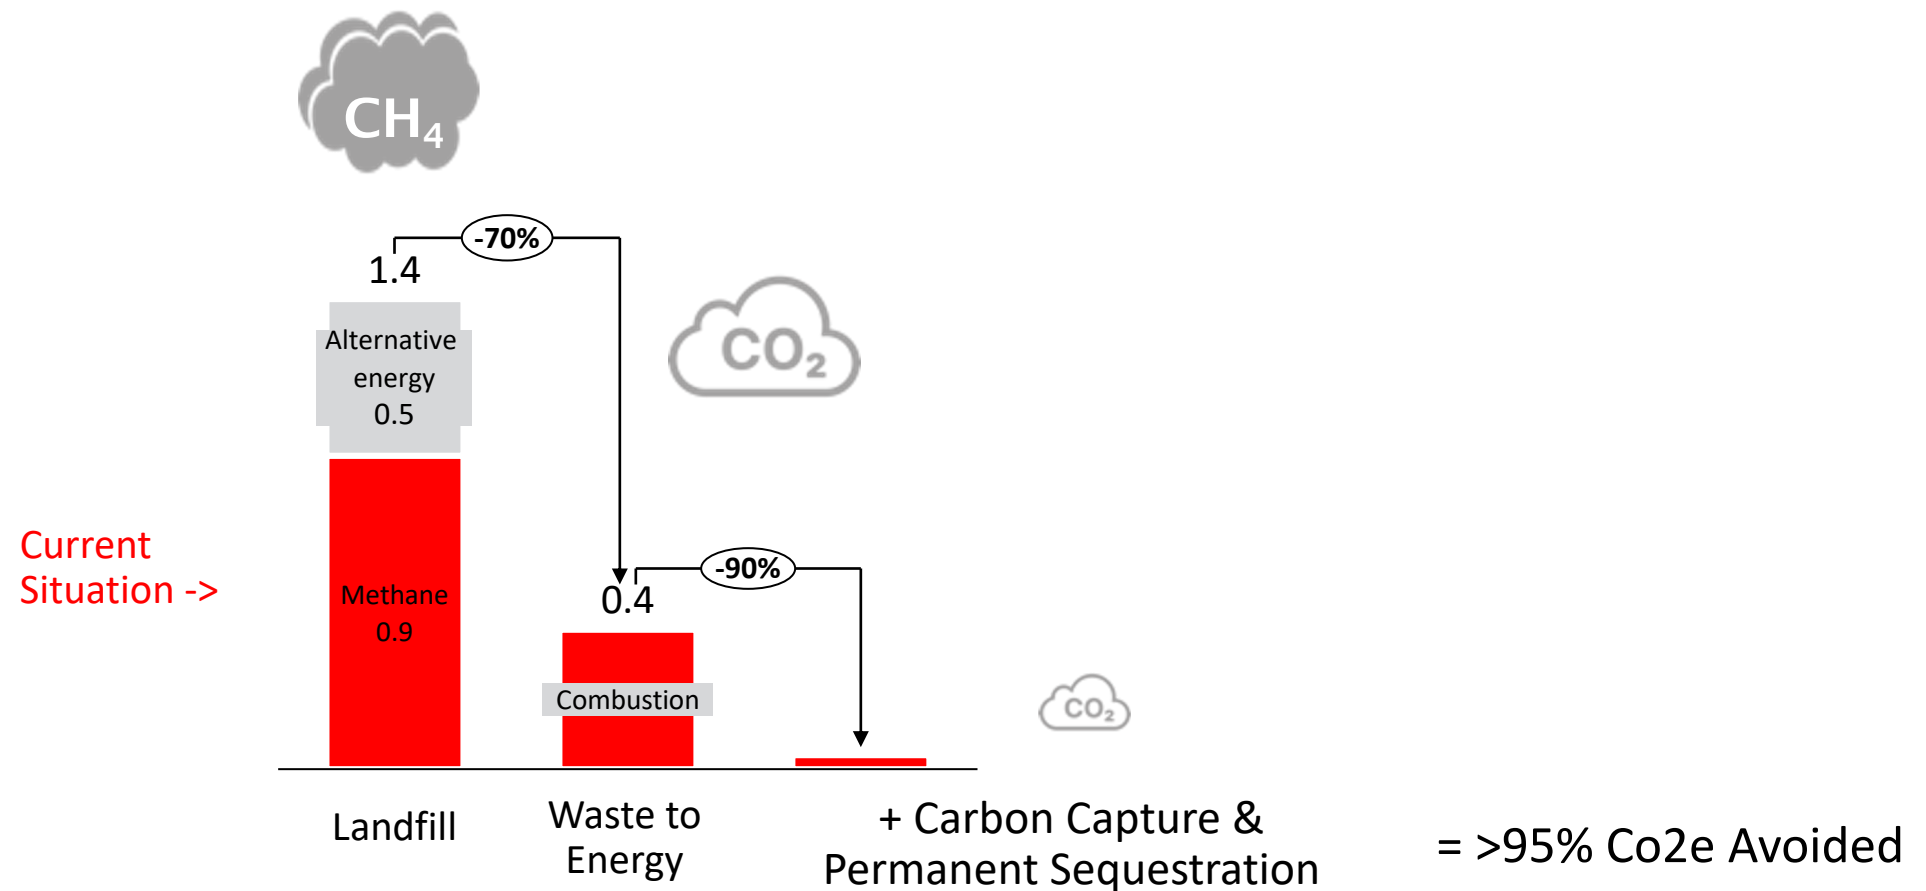 CH₄
-70%
1.4
Alternative
energy
0.5
CO₂
Current
Situation ->
Methane
0.9
-90%
0.4
Combustion
CO₂
Landfill
Waste to
Energy
+ Carbon Capture &
Permanent Sequestration
= >95% Co2e Avoided